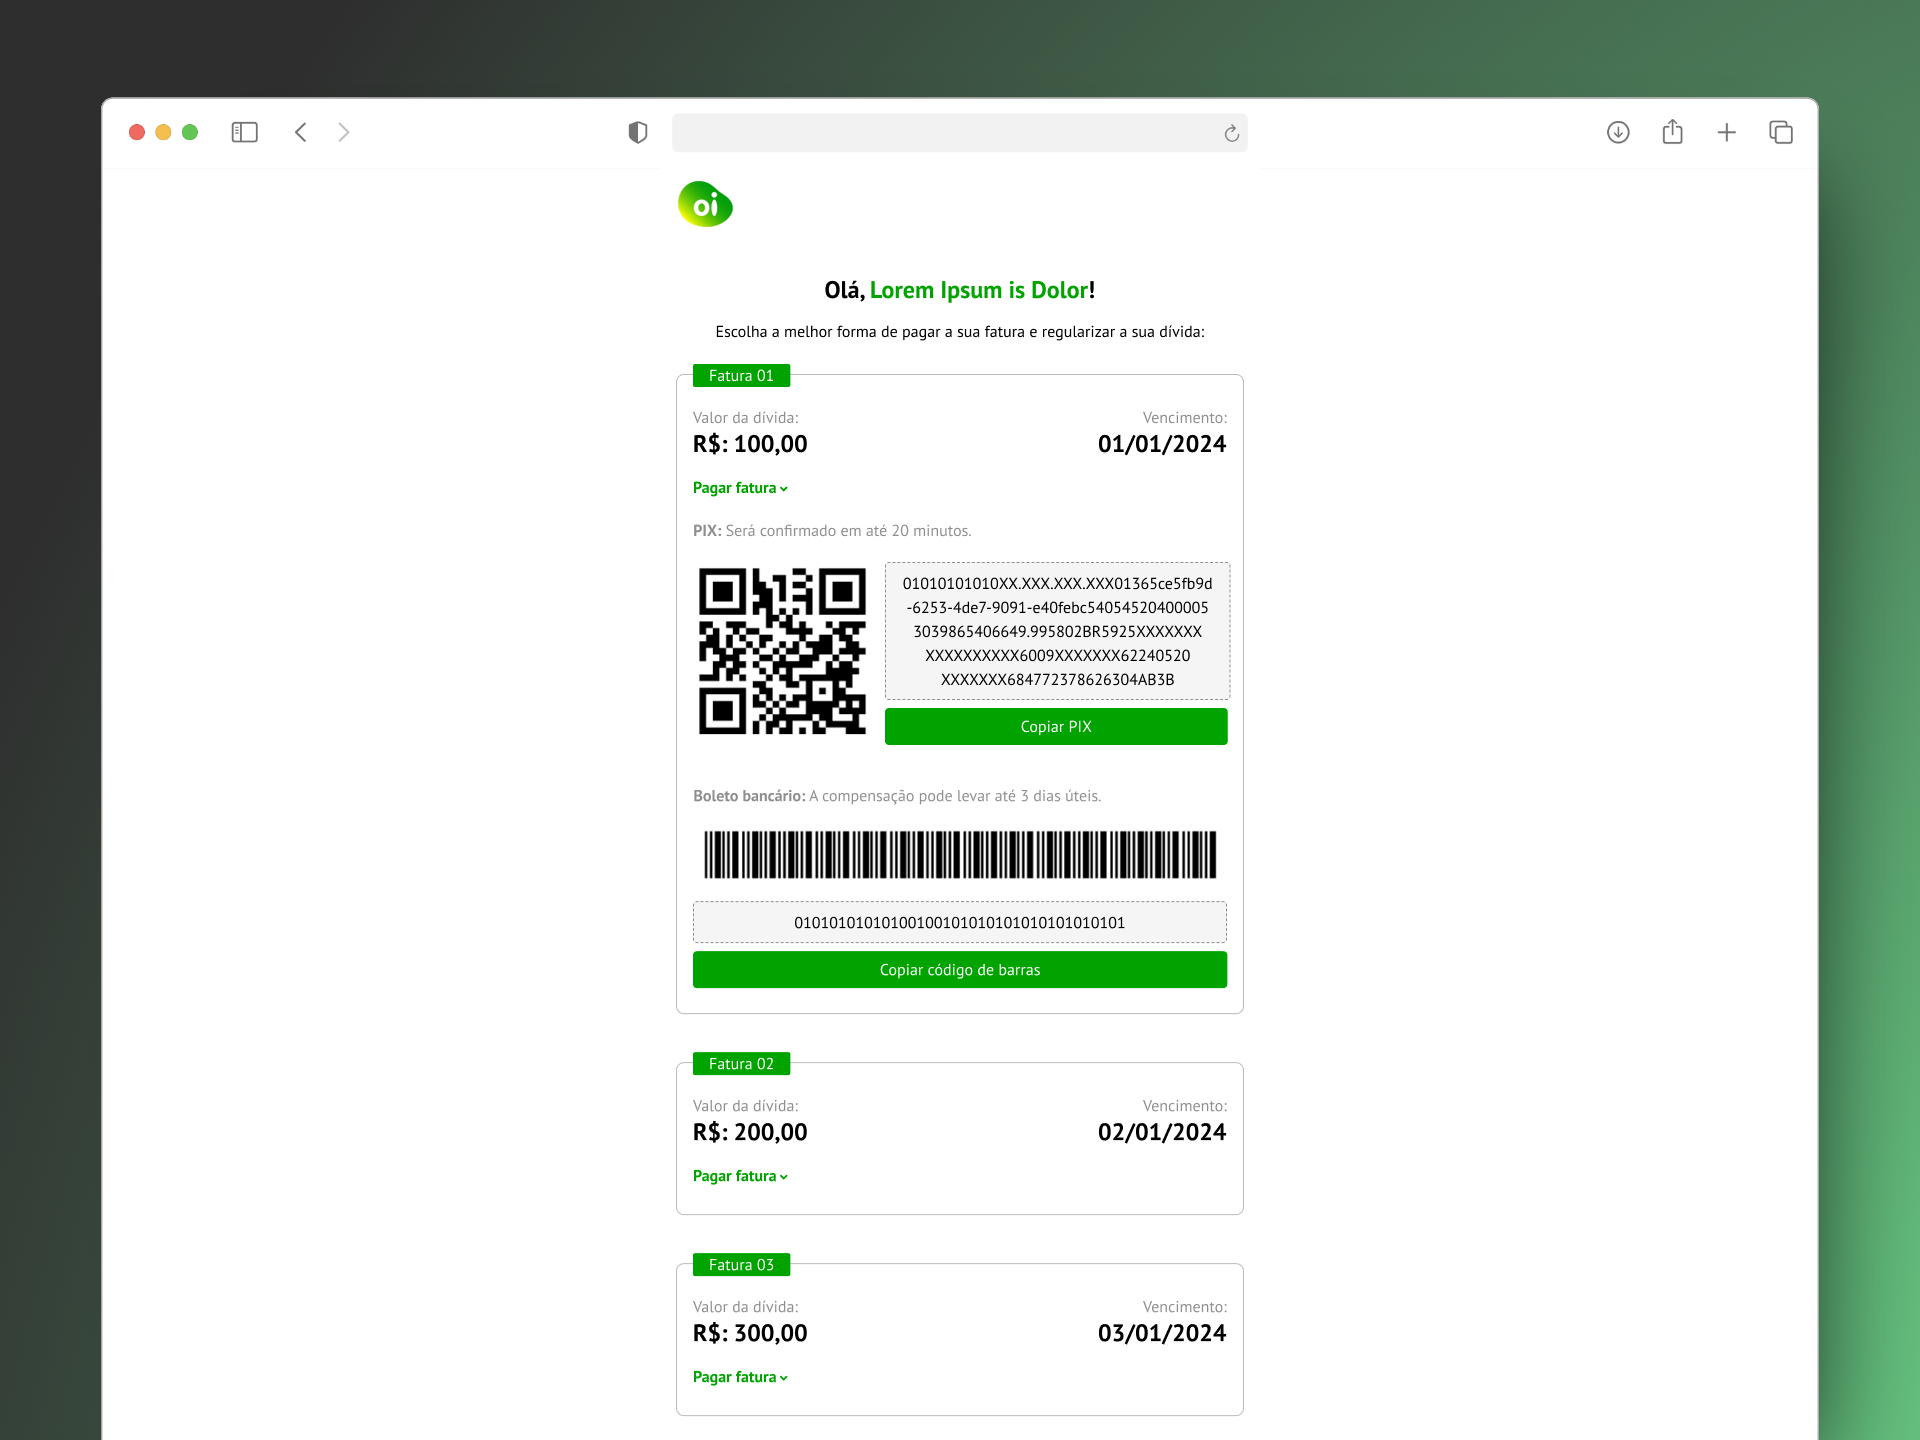 oi
Olá, Lorem Ipsum is Dolor!
Escolha a melhor forma de pagar a sua fatura e regularizar a sua dívida:
Fatura 01
Valor da dívida:
Vencimento:
R$: 100,00
01/01/2024
Pagar fatura
PIX: Será confirmado em até 20 minutos.
01010101010XX.XXX.XXX.XXX01365ce5fb9d
-6253-4de7-9091-e40febc54054520400005
3039865406649.995802BR5925XXXXXXX
XXXXXXXXXX6009XXXXXXX62240520
XXXXXXX684772378626304AB3B
Copiar PIX
Boleto bancário: A compensação pode levar até 3 dias úteis.
0101010101010010010101010101010101010101
Copiar código de barras
Fatura 02
Valor da dívida:
Vencimento:
R$: 200,00
02/01/2024
Pagar fatura
Fatura 03
Valor da dívida:
Vencimento:
R$: 300,00
03/01/2024
Pagar fatura